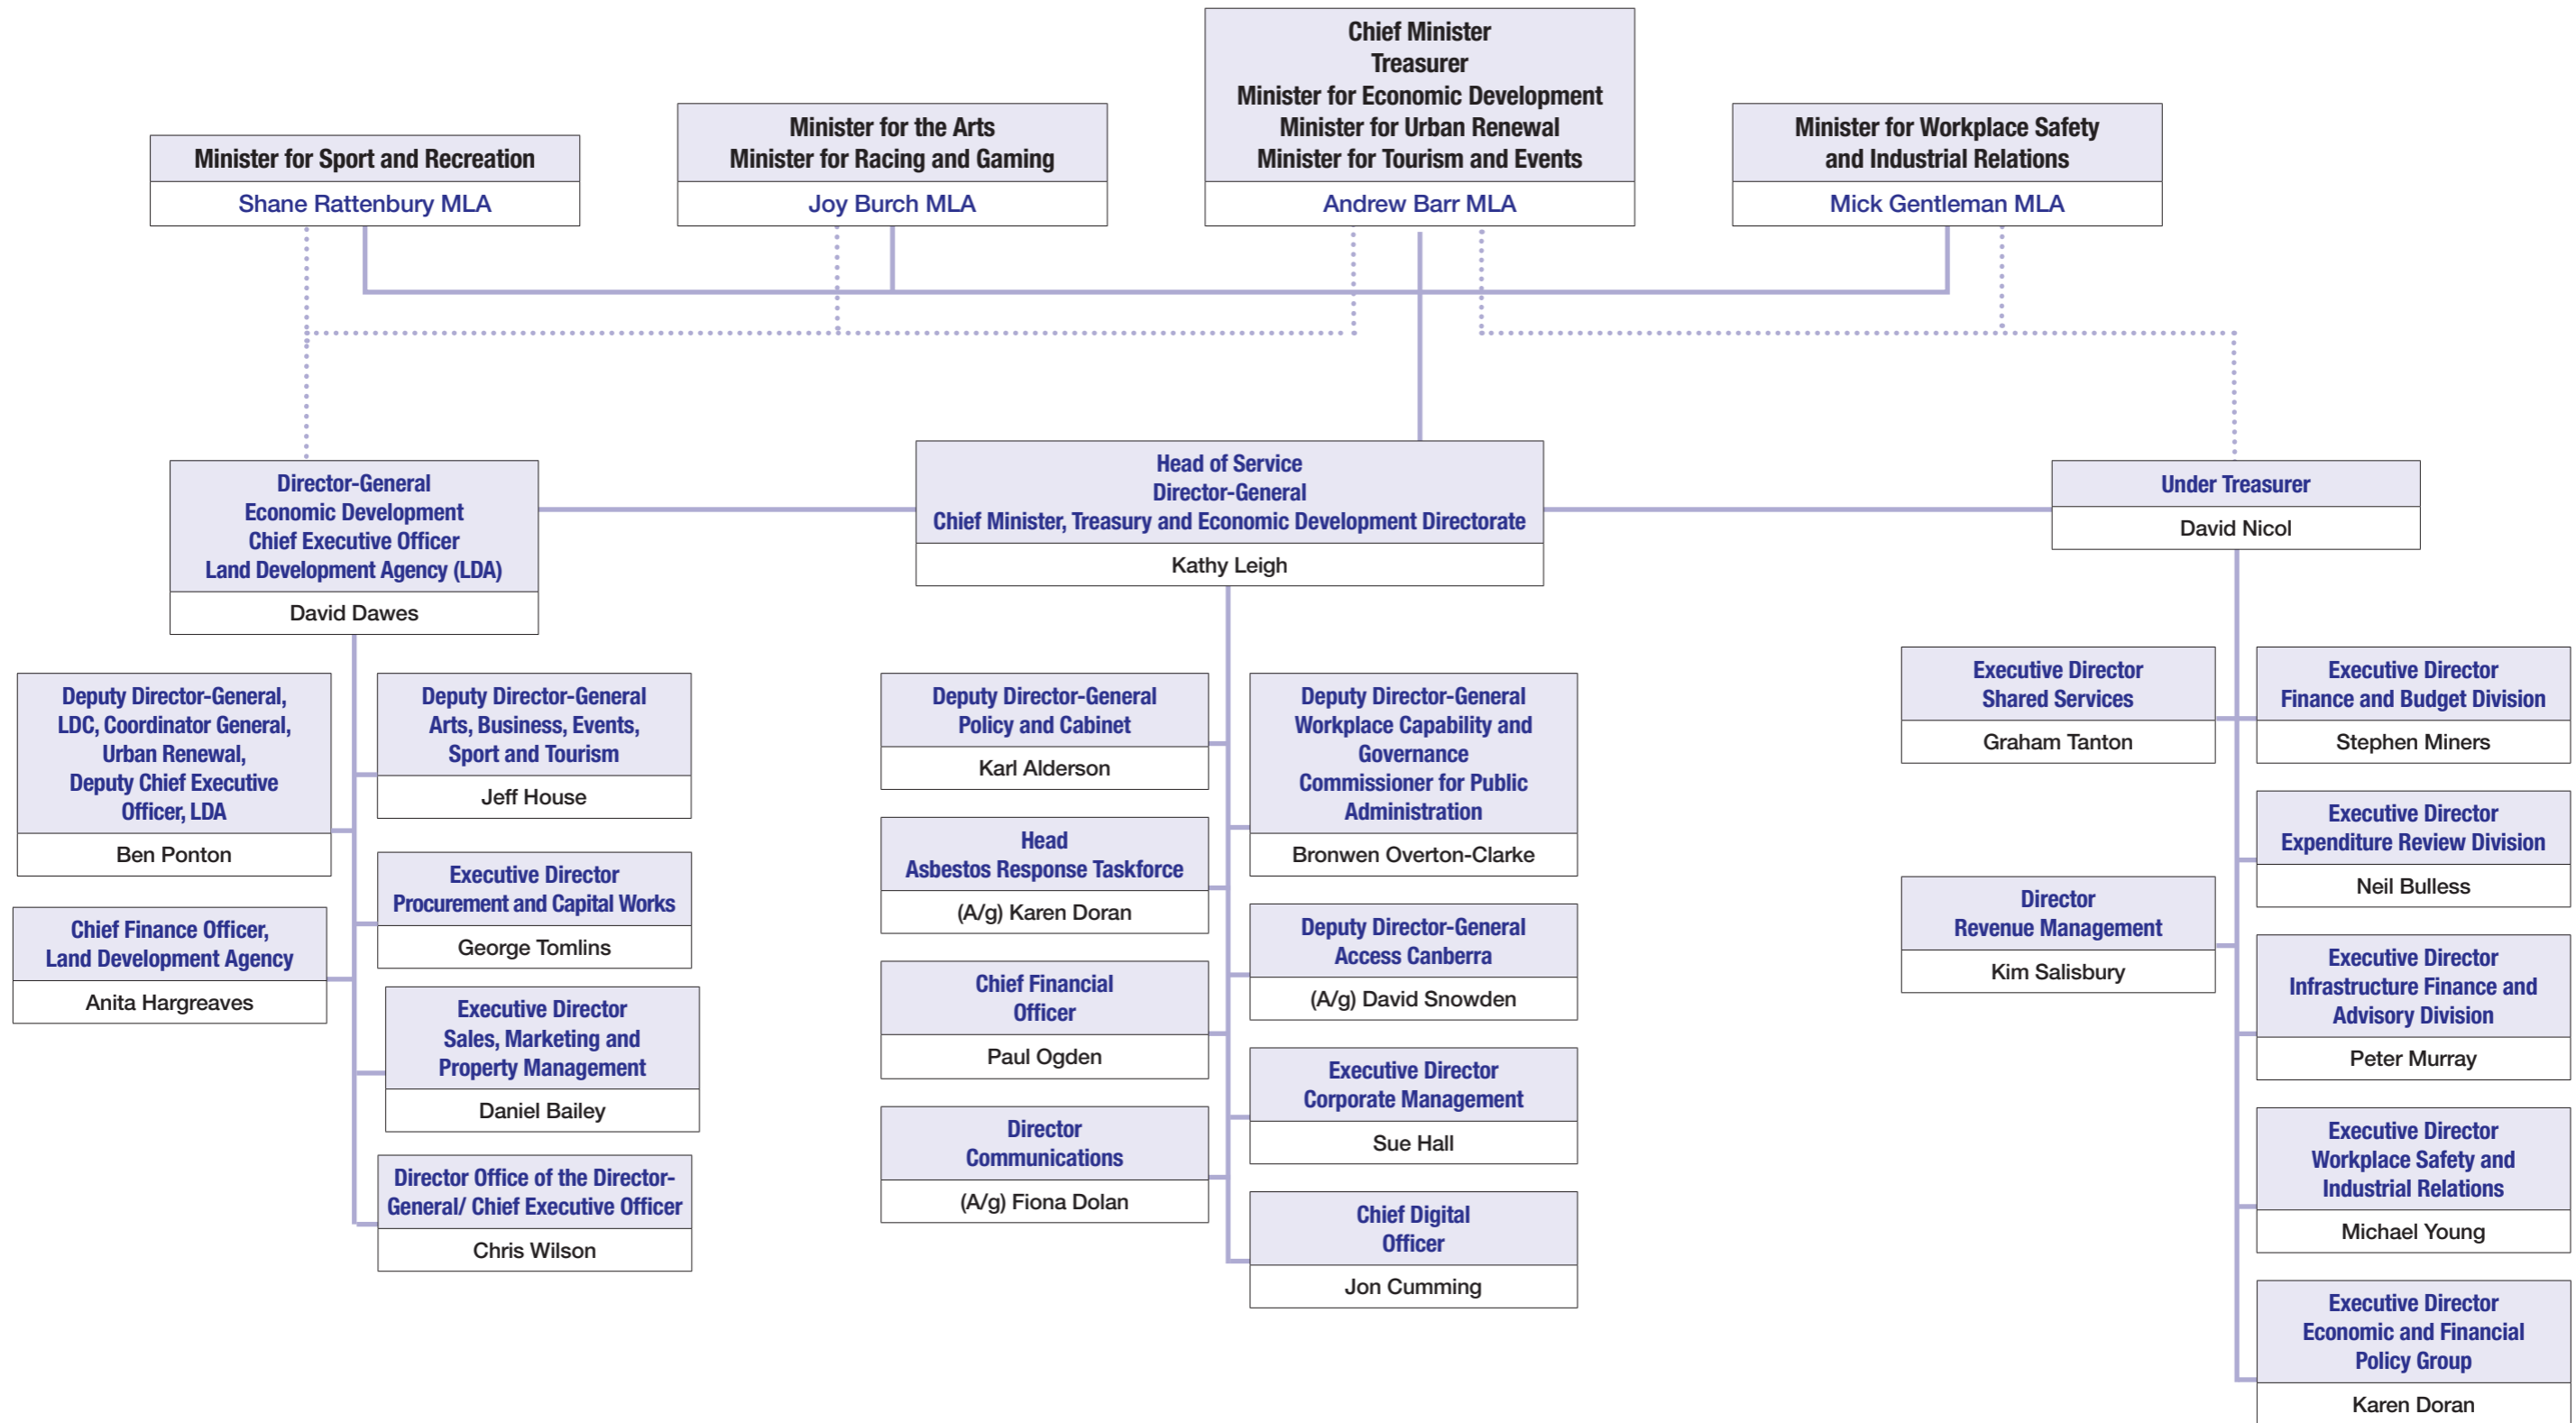 Chief Minister
Treasurer
Minister for Economic Development
Minister for Urban Renewal
Minister for Tourism and Events
Andrew Barr MLA
Minister for Sport and Recreation
Shane Rattenbury MLA
Minister for the Arts
Minister for Racing and Gaming
Joy Burch MLA
Minister for Workplace Safety
and Industrial Relations
Mick Gentleman MLA
Director-General
Economic Development
Chief Executive Officer
Land Development Agency (LDA)
David Dawes
Head of Service
Director-General
Chief Minister, Treasury and Economic Development Directorate
Kathy Leigh
Under Treasurer
David Nicol
Deputy Director-General,
LDC, Coordinator General,
Urban Renewal,
Deputy Chief Executive
Officer, LDA
Ben Ponton
Chief Finance Officer,
Land Development Agency
Anita Hargreaves
Deputy Director-General
Arts, Business, Events,
Sport and Tourism
Jeff House
Executive Director
Procurement and Capital Works
George Tomlins
Executive Director
Sales, Marketing and
Property Management
Daniel Bailey
Director Office of the Director-
General/ Chief Executive Officer
Chris Wilson
Deputy Director-General
Policy and Cabinet
Karl Alderson
Head
Asbestos Response Taskforce
(A/g) Karen Doran
Chief Financial
Officer
Paul Ogden
Director
Communications
(A/g) Fiona Dolan
Deputy Director-General
Workplace Capability and
Governance
Commissioner for Public
Administration
Bronwen Overton-Clarke
Deputy Director-General
Access Canberra
(A/g) David Snowden
Executive Director
Corporate Management
Sue Hall
Chief Digital
Officer
Jon Cumming
Executive Director
Shared Services
Graham Tanton
Director
Revenue Management
Kim Salisbury
Executive Director
Finance and Budget Division
Stephen Miners
Executive Director
Expenditure Review Division
Neil Bulless
Executive Director
Infrastructure Finance and
Advisory Division
Peter Murray
Executive Director
Workplace Safety and
Industrial Relations
Michael Young
Executive Director
Economic and Financial
Policy Group
Karen Doran